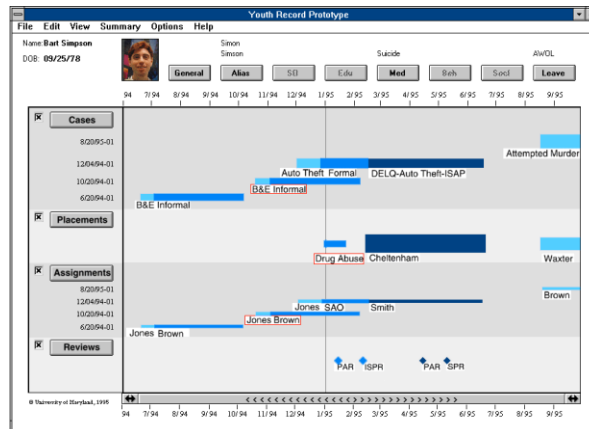 Youth Record Prototype
File Edit View Summary Options Help
Name: Bart Simpson
DOB: 09/25/78
Simon
Simson
Suicide
AWOL
General Alias SO Edu Med Beh Socl Leave
94 7/94 9/94 9/94 10/94 11/94 12/94 1/95 2/95 3/95 4/95 5/95 6/95 7/95 8/95 9/95
Cases
8/20/95-01
Attempted Murder
12/04/94-01
Auto Theft Formal DELQ-Auto Theft-ISAP
10/20/94-01
B&E Informal
6/20/94-01
B&E Informal
Placements
Drug Abuse Cheltenham Waxter
Assignments
8/20/95-01
Brown
12/04/94-01
Jones SAO Smith
10/20/94-01
Jones Brown
6/20/94-01
Jones Brown
Reviews
PAR ISPR PAR SPR
© University of Maryland, 1995
94 7/94 9/94 9/94 10/94 11/94 12/94 1/95 2/95 3/95 4/95 5/95 6/95 7/95 8/95 9/95